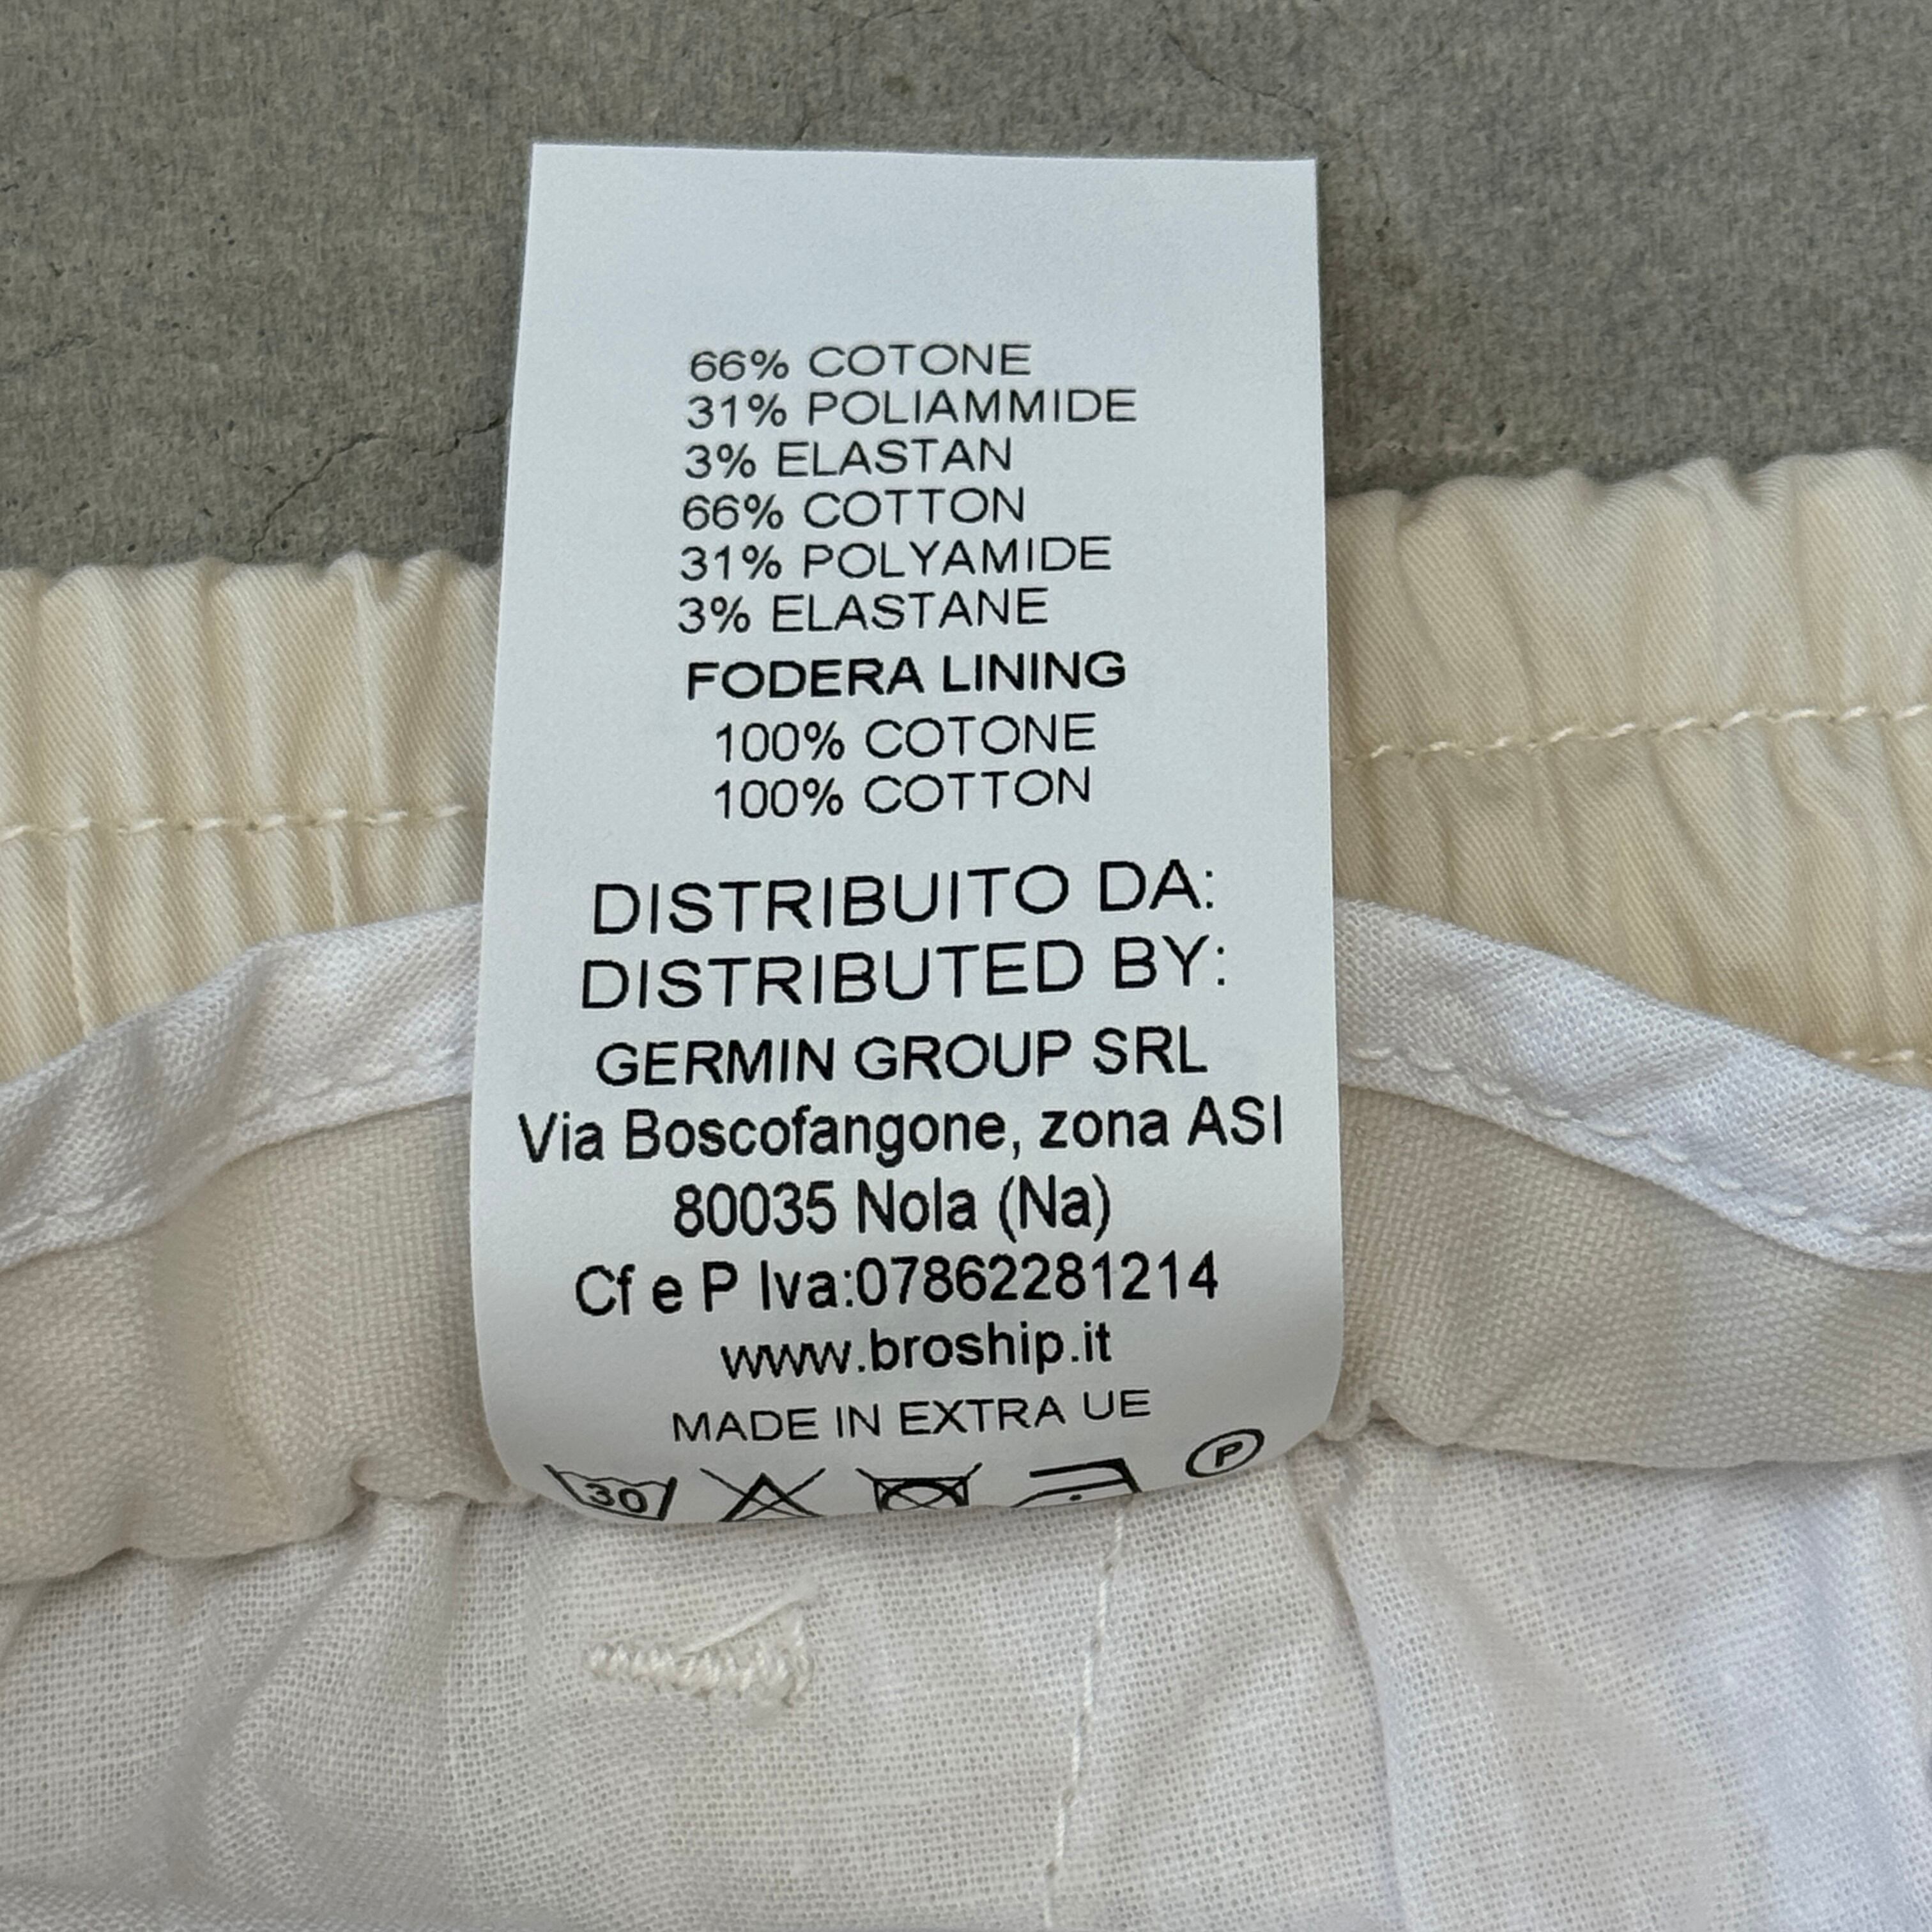 66% COTONE
31% POLIAMMIDE
3% ELASTAN
66% COTTON
31% POLYAMIDE
3% ELASTANE
FODERA LINING
100% COTONE
100% COTTON
DISTRIBUITO DA:
DISTRIBUTED BY:
GERMIN GROUP SRL
Via Boscofangone, zona ASI
80035 Nola (Na)
Cf e P Iva:07862281214
www.broship.it
MADE IN EXTRA UE
30 P